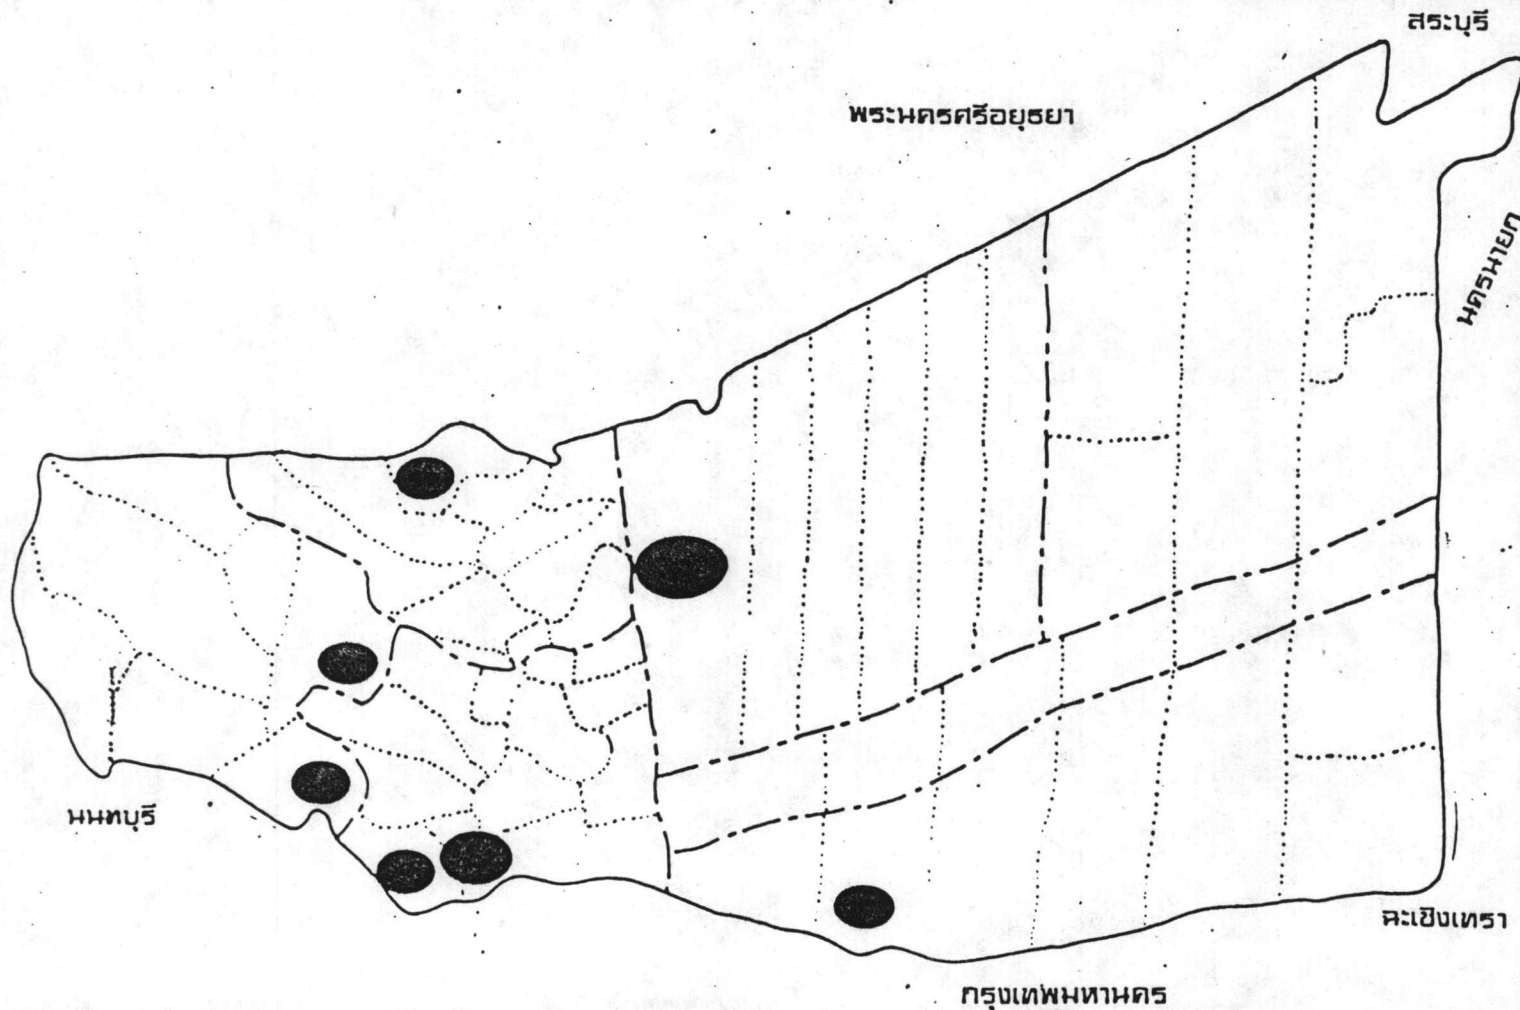 สระบุรี
พระนครศรีอยุธยา
นครนายก
นนทบุรี
ฉะเชิงเทรา
กรุงเทพมหานคร